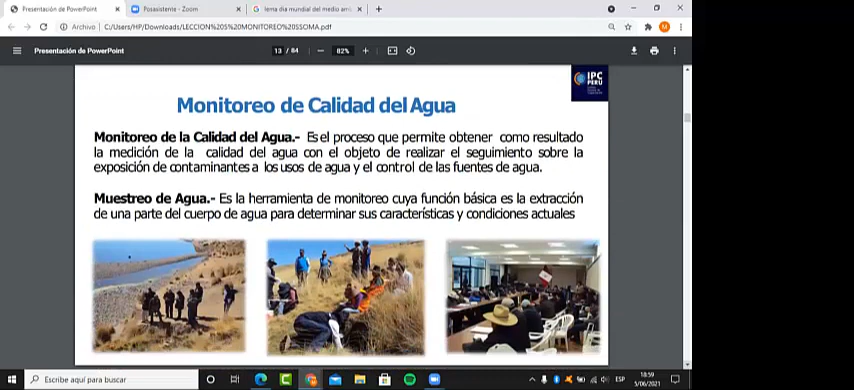 Presentación de PowerPoint
Posasistente - Zoom
lema dia mundial del medio
Archivo | C:/Users/HP/Downloads/LECCION%205%20MONITOREO%20SSOMA.pdf
Presentación de PowerPoint
13 / 84
82%
IPC
PERÚ
Monitoreo de Calidad del Agua
Monitoreo de la Calidad del Agua.- Es el proceso que permite obtener como resultado
la medición de la calidad del agua con el objeto de realizar el seguimiento sobre la
exposición de contaminantes a los usos de agua y el control de las fuentes de agua.
Muestreo de Agua.- Es la herramienta de monitoreo cuya función básica es la extracción
de una parte del cuerpo de agua para determinar sus características y condiciones actuales
Escribe aquí para buscar
ESP
18:59
5/06/2021